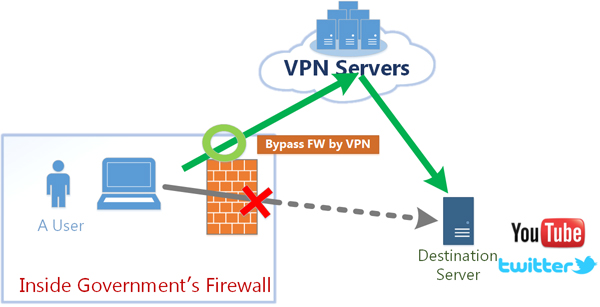 VPN Servers
Bypass FW by VPN
A User
Inside Government's Firewall
Destination
Server
YouTube
twitter